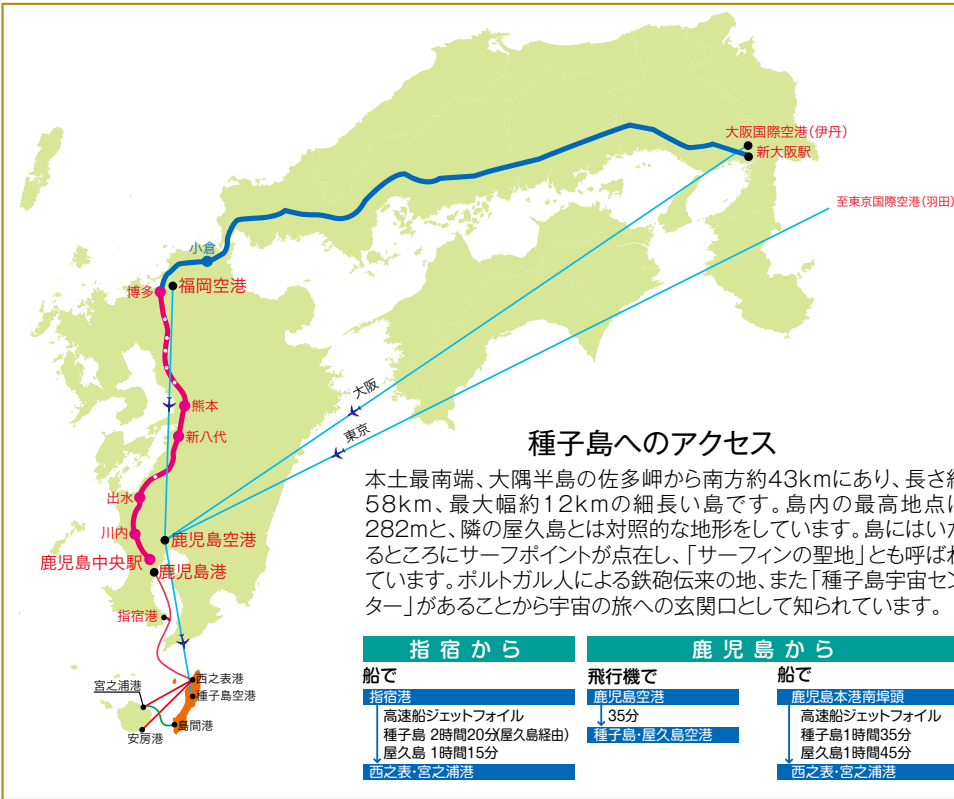 大阪国際空港(伊丹)
新大阪駅
至東京国際空港(羽田)
小倉
福岡空港
博多
大阪
熊本
東京
新八代
出水
川内
鹿児島空港
鹿児島中央駅
鹿児島港
指宿港
西之表港
宮之浦港
種子島空港
島間港
安房港
種子島へのアクセス
本土最南端、大隅半島の佐多岬から南方約43kmにあり、長さ約
58km、最大幅約12kmの細長い島です。島内の最高地点は
282mと、隣の屋久島とは対照的な地形をしています。島にはいた
るところにサーフポイントが点在し、「サーフィンの聖地」とも呼ばれ
ています。ポルトガル人による鉄砲伝来の地、また「種子島宇宙セン
ター」があることから宇宙の旅への玄関口として知られています。
指宿から
船で
指宿港
高速船ジェットフォイル
種子島 2時間20分(屋久島経由)
屋久島 1時間15分
西之表・宮之浦港
鹿児島から
飛行機で
鹿児島空港
35分
種子島・屋久島空港
船で
鹿児島本港南埠頭
高速船ジェットフォイル
種子島1時間35分
屋久島1時間45分
西之表・宮之浦港